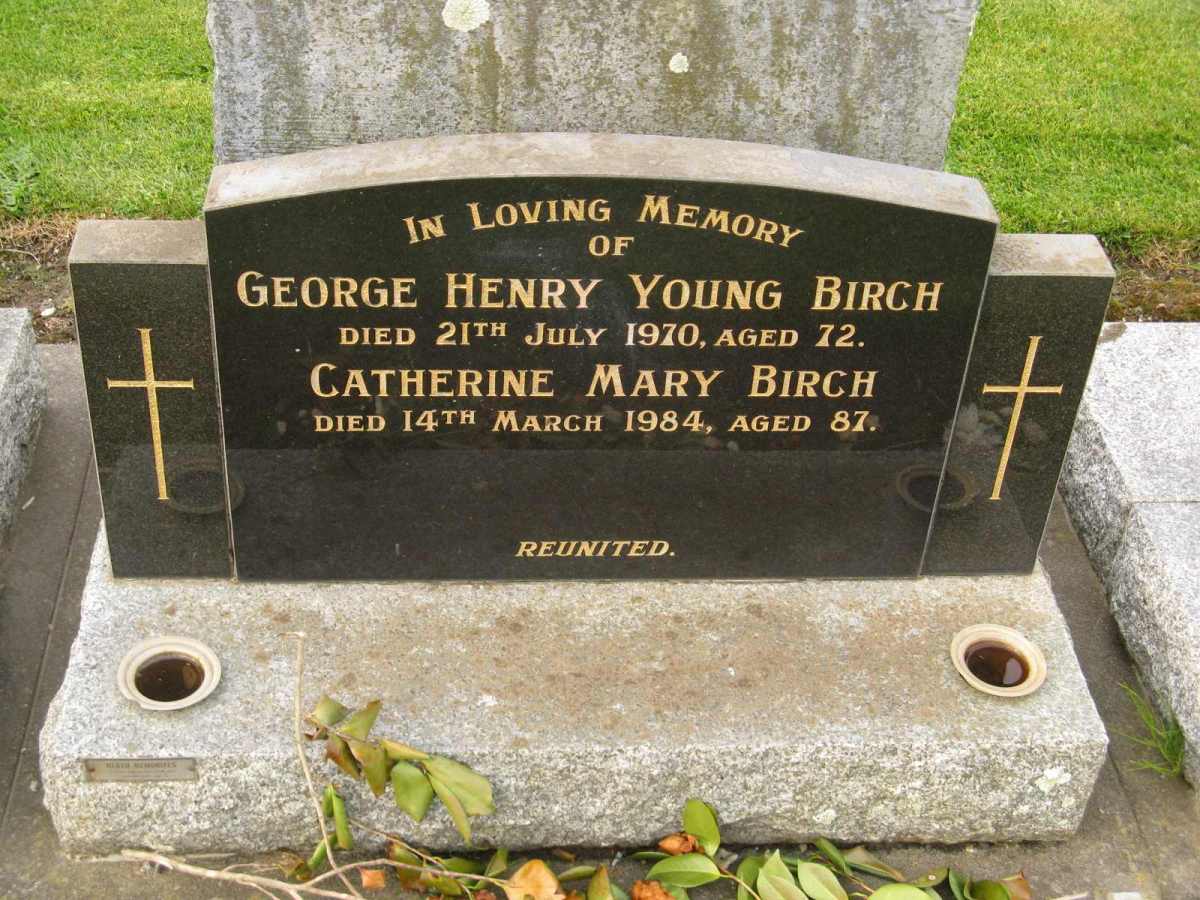 IN LOVING MEMORY
OF
GEORGE HENRY YOUNG BIRCH
DIED 21TH JULY 1970, AGED 72.
CATHERINE MARY BIRCH
DIED 14TH MARCH 1984, AGED 87.
REUNITED.
MEMORIALS